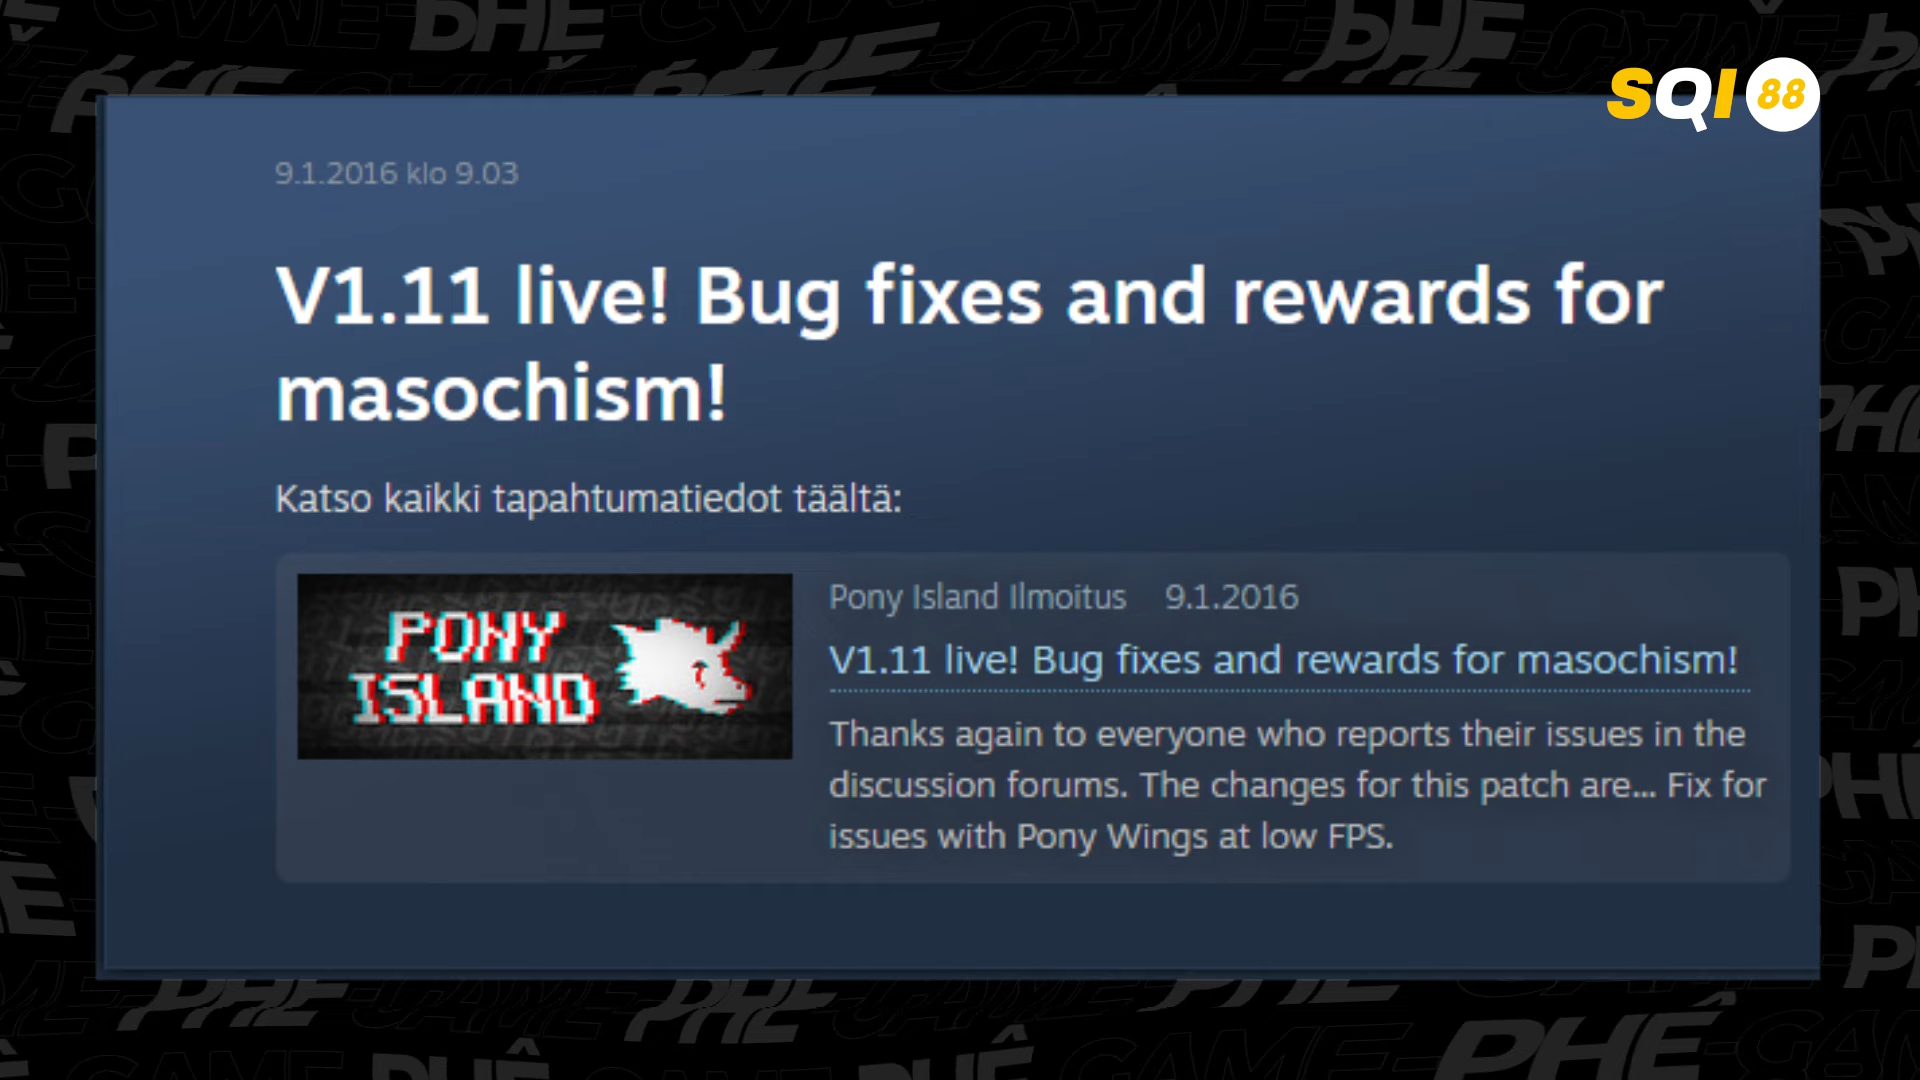 SQI 88
9.1.2016 klo 9.03
V1.11 live! Bug fixes and rewards for
masochism!
Katso kaikki tapahtumatiedot täältä:
PONY
ISLAND
Pony Island Ilmoitus 9.1.2016
V1.11 live! Bug fixes and rewards for masochism!
Thanks again to everyone who reports their issues in the
discussion forums. The changes for this patch are... Fix for
issues with Pony Wings at low FPS.